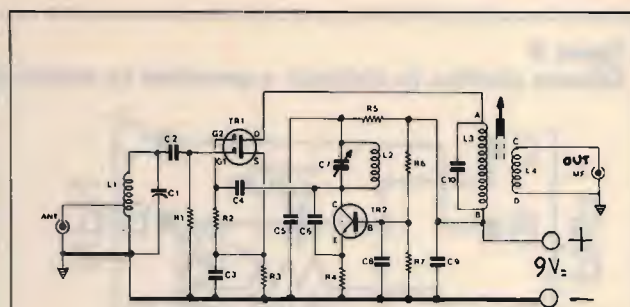 R5
TR1
A
G2
D
L3
C
C2
G1
S
C7
L2
R6
OUT
MF
C10
L4
L1
C4
C
C1
TR2
D
ANT
R1
R2
B
B
C5
C6
E
+
C8
C9
9V=
C3
R3
R4
R7
−